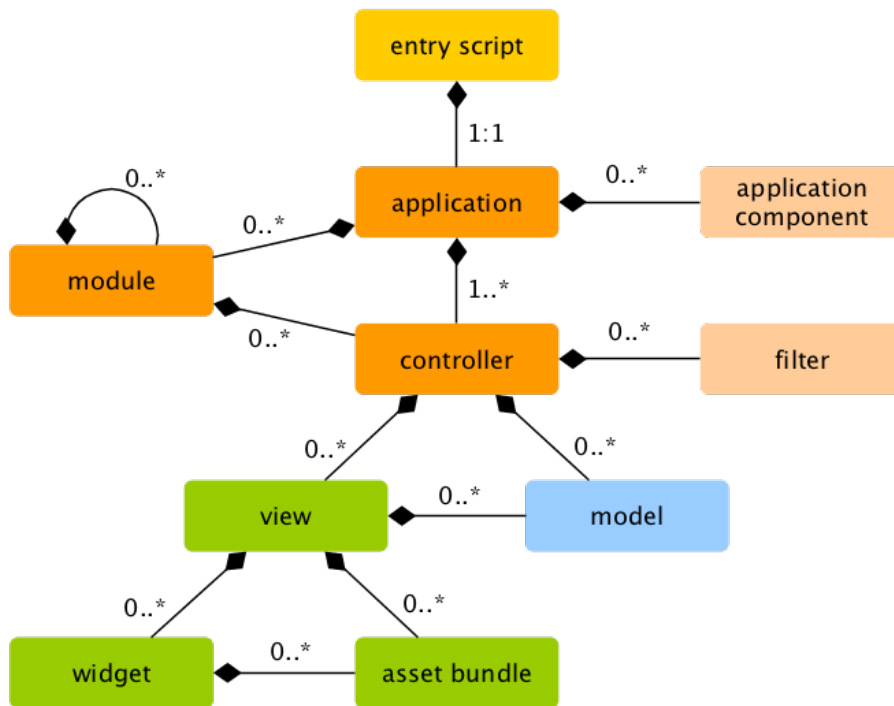 entry script
1:1
0..*
0..*
application
0..*
application
component
module
1..*
0..*
controller
0..*
filter
0..*
0..*
view
0..*
model
0..*
0..*
widget
0..*
asset bundle